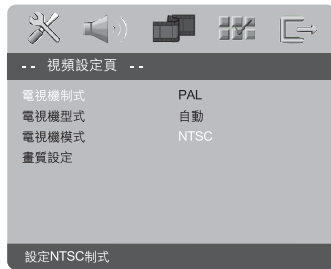 -- 視頻設定頁 --
電視機制式 PAL
電視機型式 自動
電視機模式 NTSC
畫質設定
設定NTSC制式